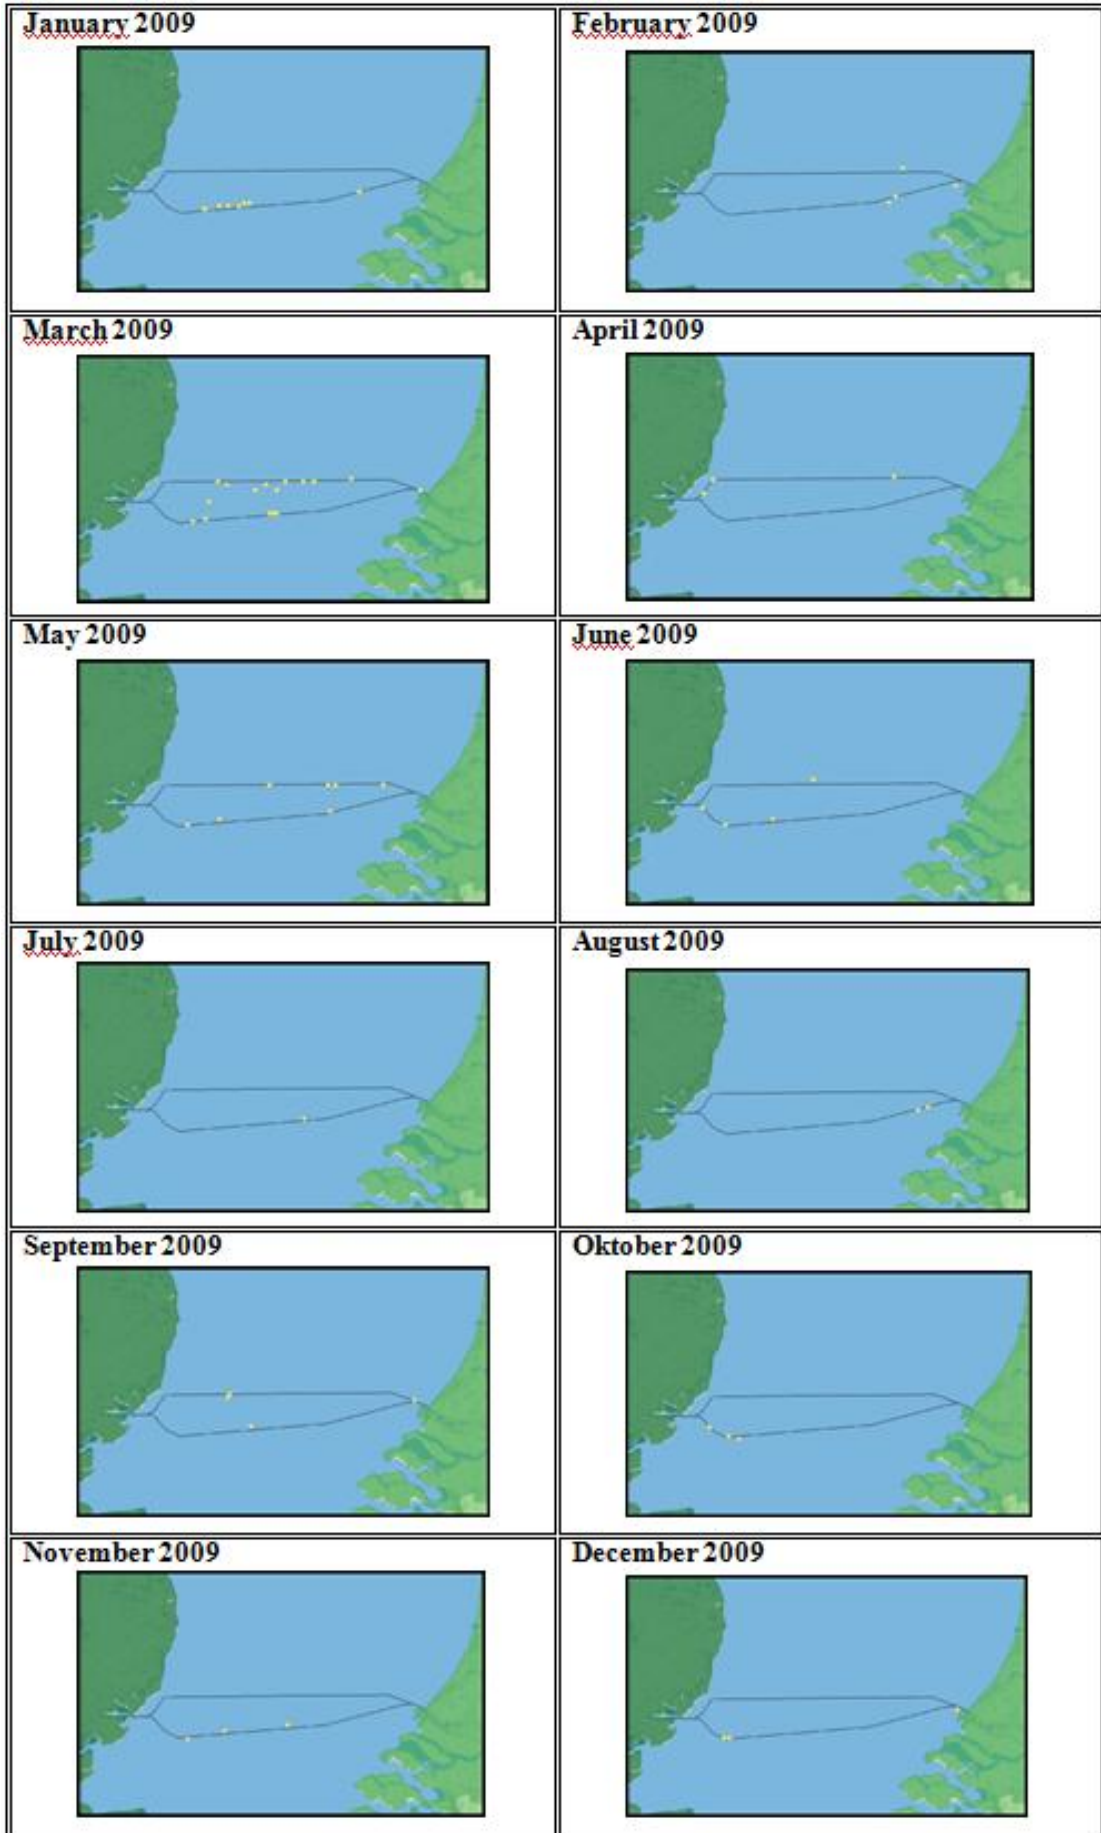 January 2009
February 2009
March 2009
April 2009
May 2009
June 2009
July 2009
August 2009
September 2009
Oktober 2009
November 2009
December 2009